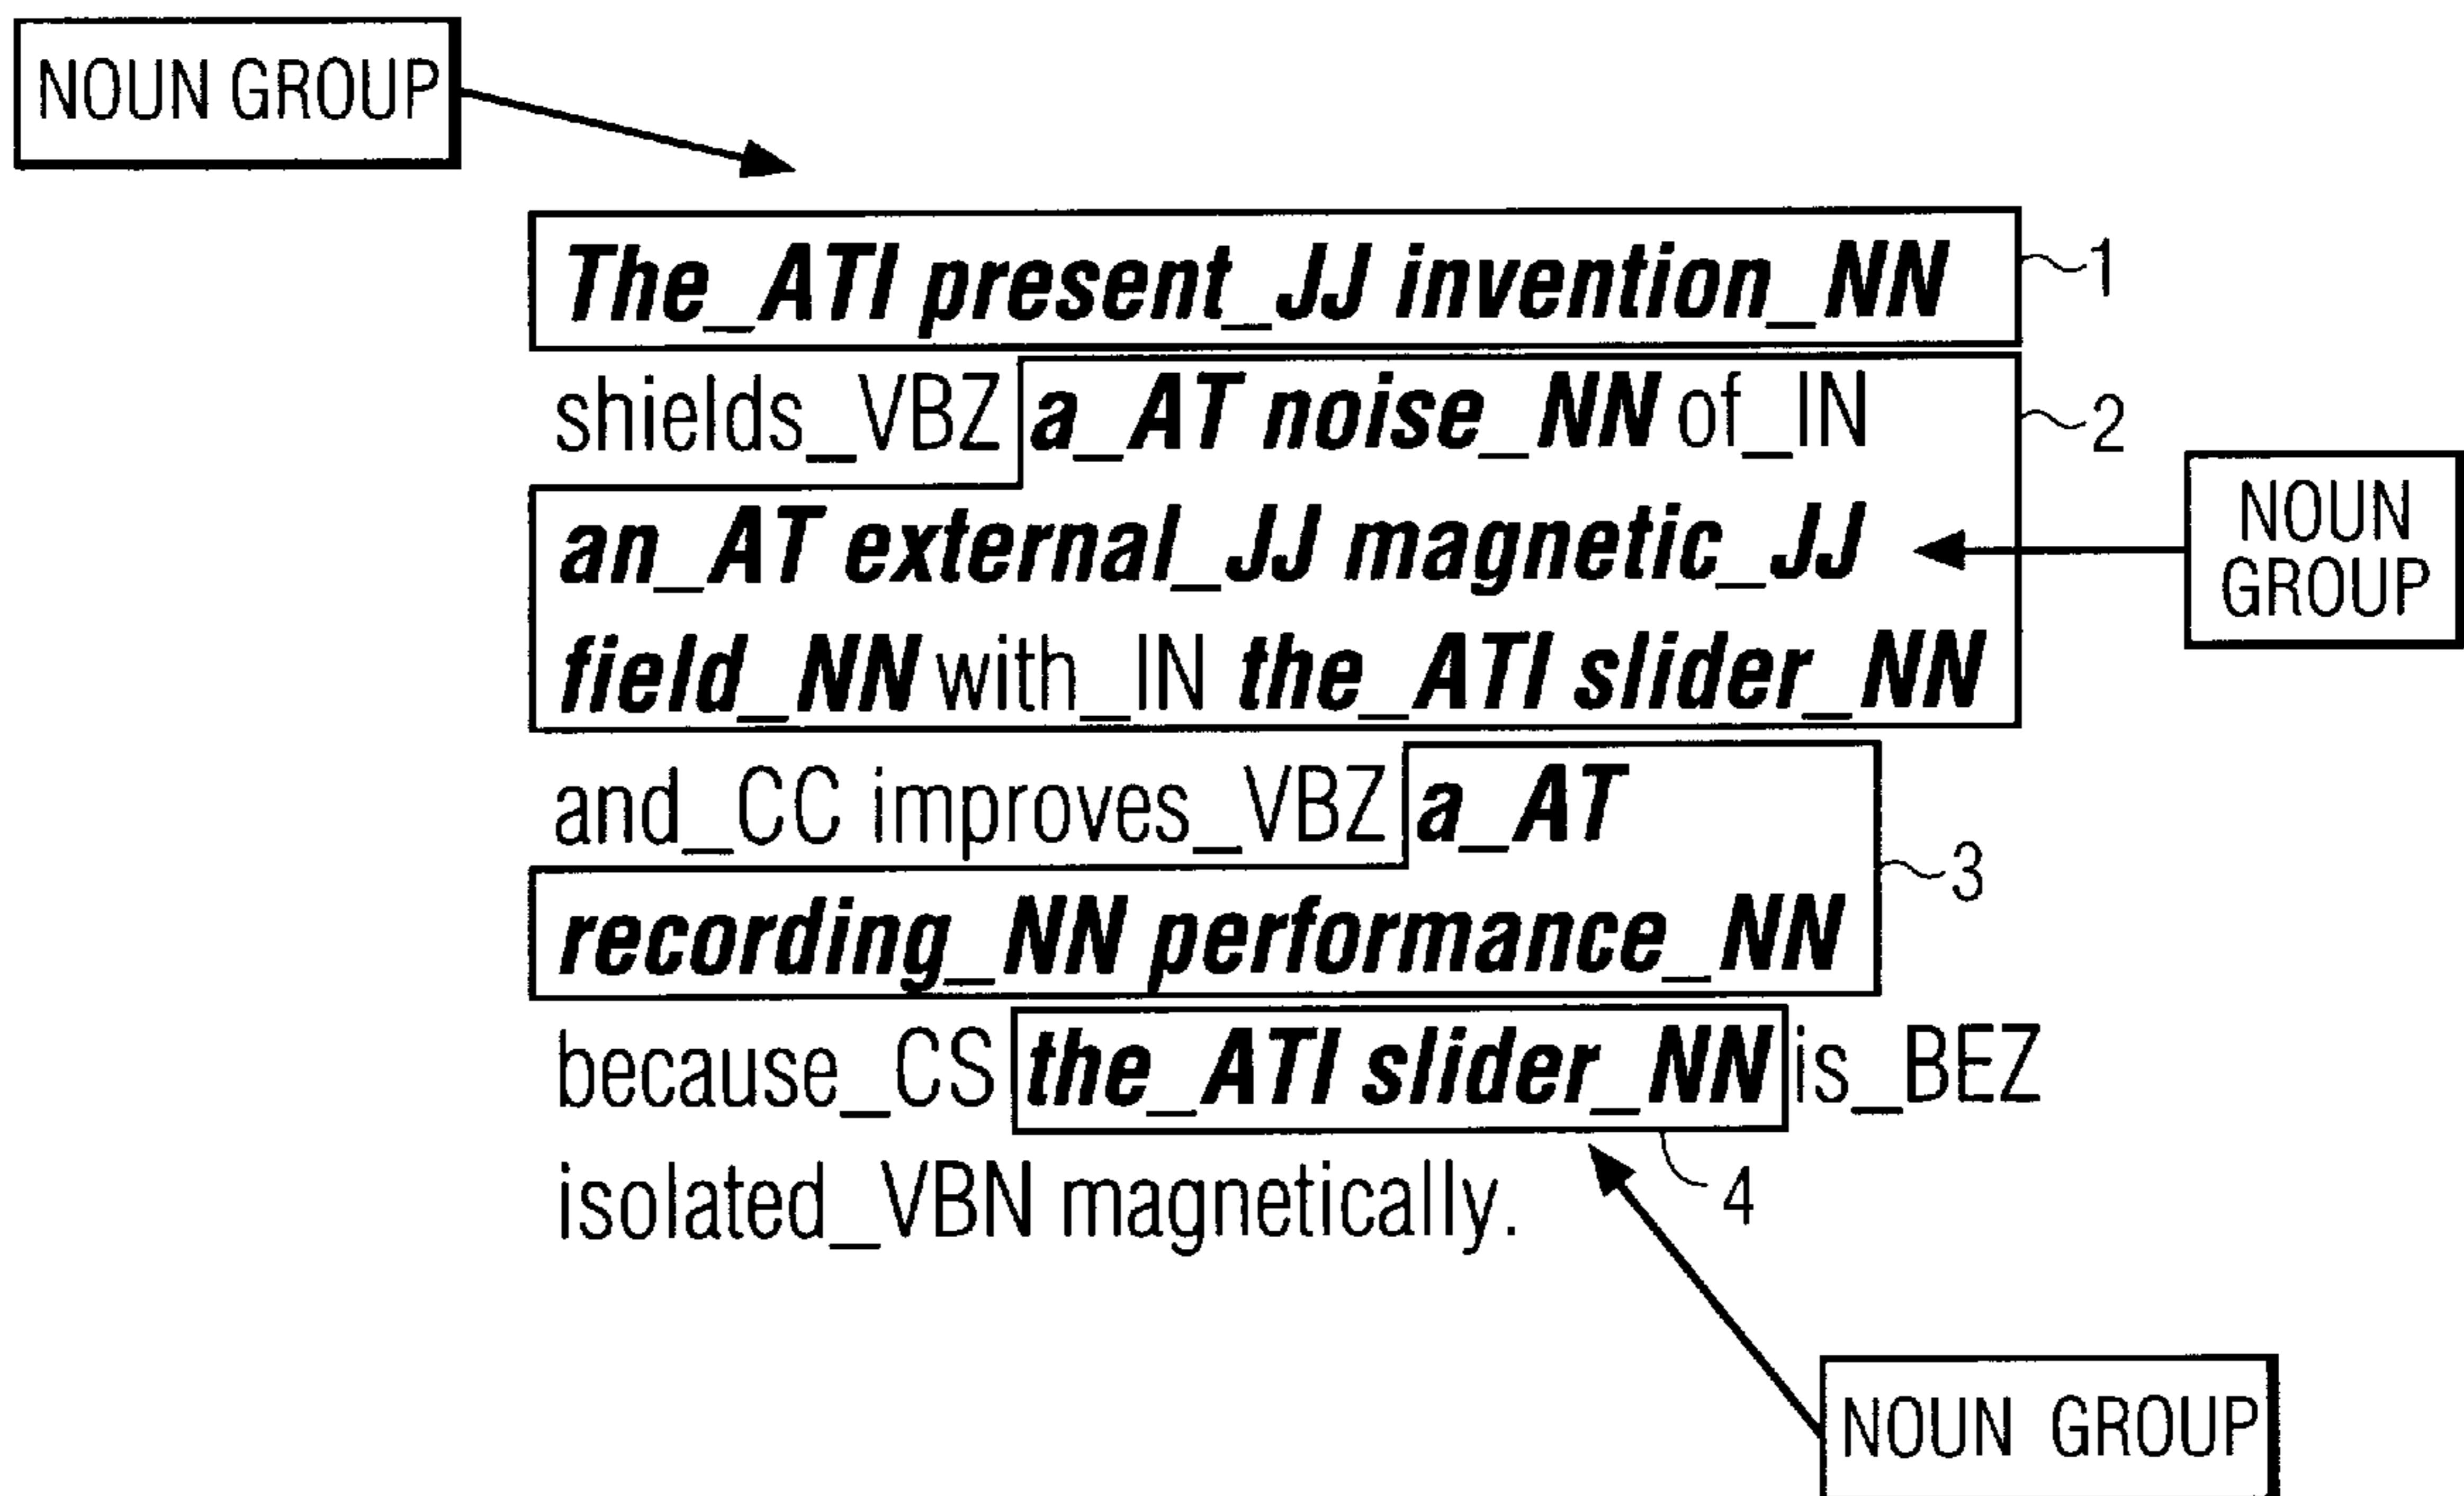 NOUN GROUP
The_ATI present_JJ invention_NN
1
shields_VBZ a_AT noise_NN of_IN
2
an_AT external_JJ magnetic_JJ
NOUN
GROUP
field_NN with_IN the_ATI slider_NN
and_CC improves_VBZ a_AT
3
recording_NN performance_NN
because_CS the_ATI slider_NN is_BEZ
isolated_VBN magnetically.
4
NOUN GROUP